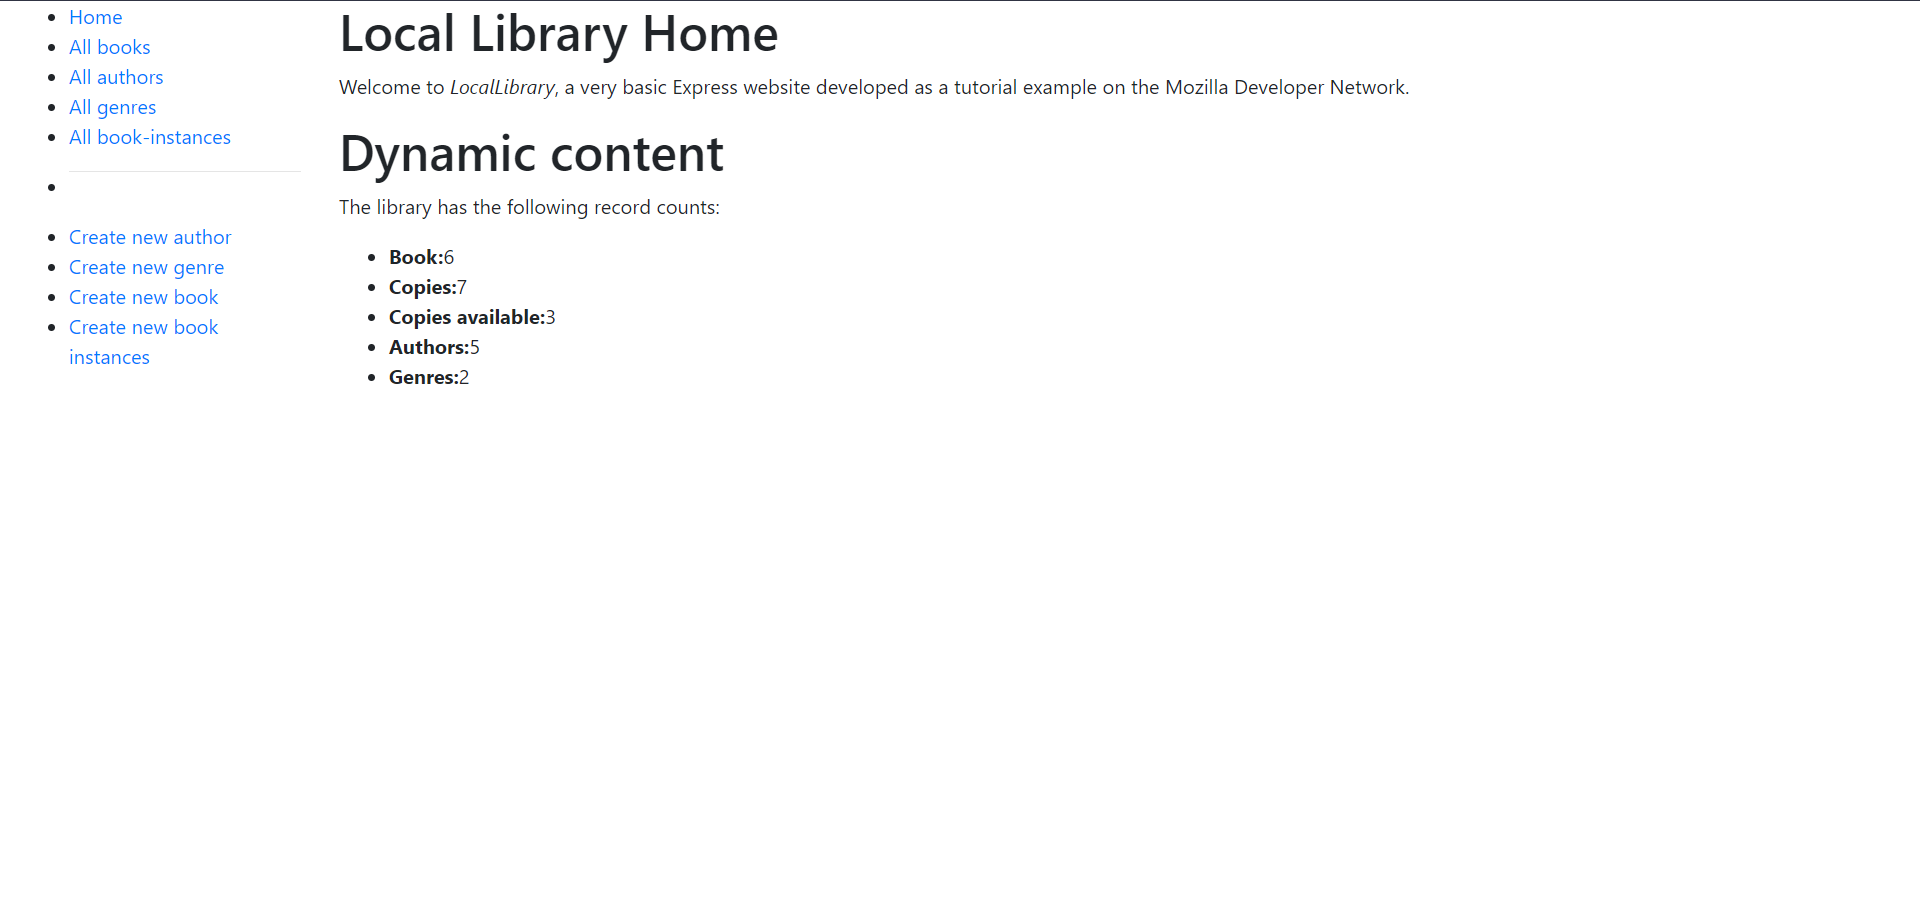 Home
All books
All authors
All genres
All book-instances
Create new author
Create new genre
Create new book
Create new book
instances
Local Library Home
Welcome to LocalLibrary, a very basic Express website developed as a tutorial example on the Mozilla Developer Network.
Dynamic content
The library has the following record counts:
Book:6
Copies:7
Copies available:3
Authors:5
Genres:2